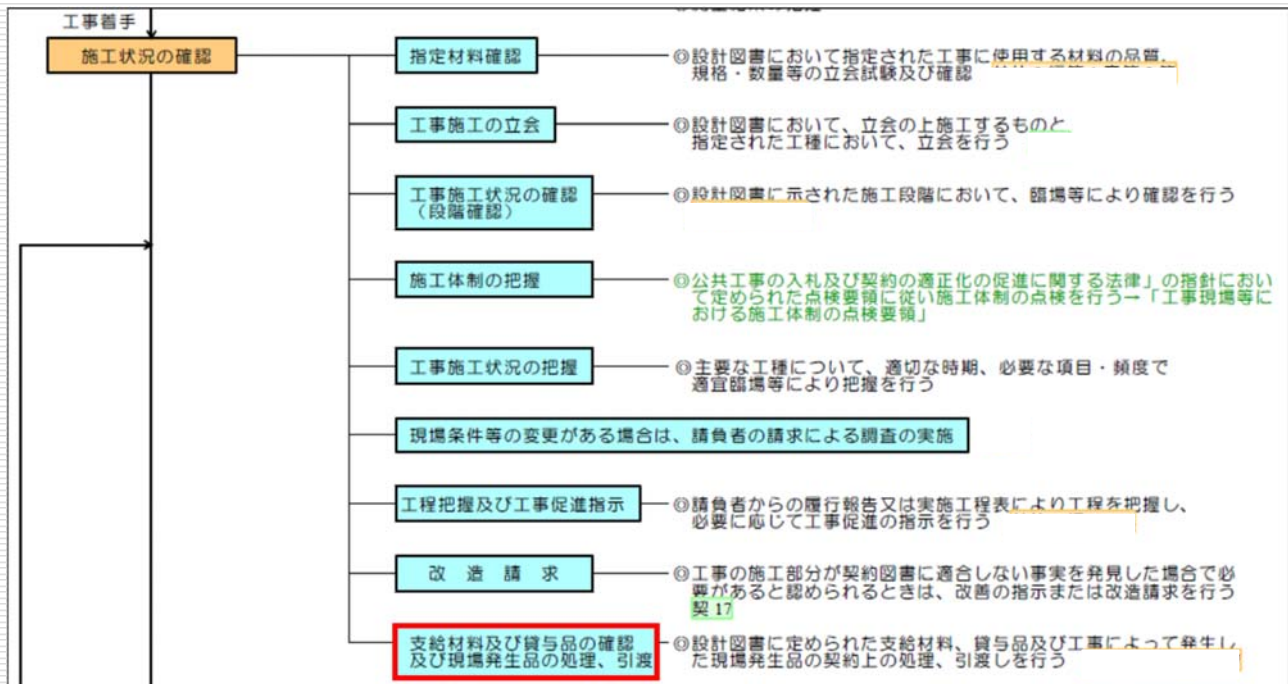 工事着手
施工状況の確認
指定材料確認
◎設計図書において指定された工事に使用する材料の品質、
規格・数量等の立会試験及び確認
工事施工の立会
◎設計図書において、立会の上施工するものと
指定された工種において、立会を行う
工事施工状況の確認
（段階確認）
◎設計図書に示された施工段階において、臨場等により確認を行う
施工体制の把握
◎公共工事の入札及び契約の適正化の促進に関する法律」の指針におい
て定められた点検要領に従い施工体制の点検を行う→「工事現場等に
おける施工体制の点検要領」
工事施工状況の把握
◎主要な工種について、適切な時期、必要な項目・頻度で
適宜臨場等により把握を行う
現場条件等の変更がある場合は、請負者の請求による調査の実施
工程把握及び工事促進指示
◎請負者からの履行報告又は実施工程表により工程を把握し、
必要に応じて工事促進の指示を行う
改 造 請 求
◎工事の施工部分が契約図書に適合しない事実を発見した場合で必
要があると認められるときは、改善の指示または改造請求を行う
契 17
支給材料及び貸与品の確認
及び現場発生品の処理、引渡
◎設計図書に定められた支給材料、貸与品及び工事によって発生し
た現場発生品の契約上の処理、引渡しを行う